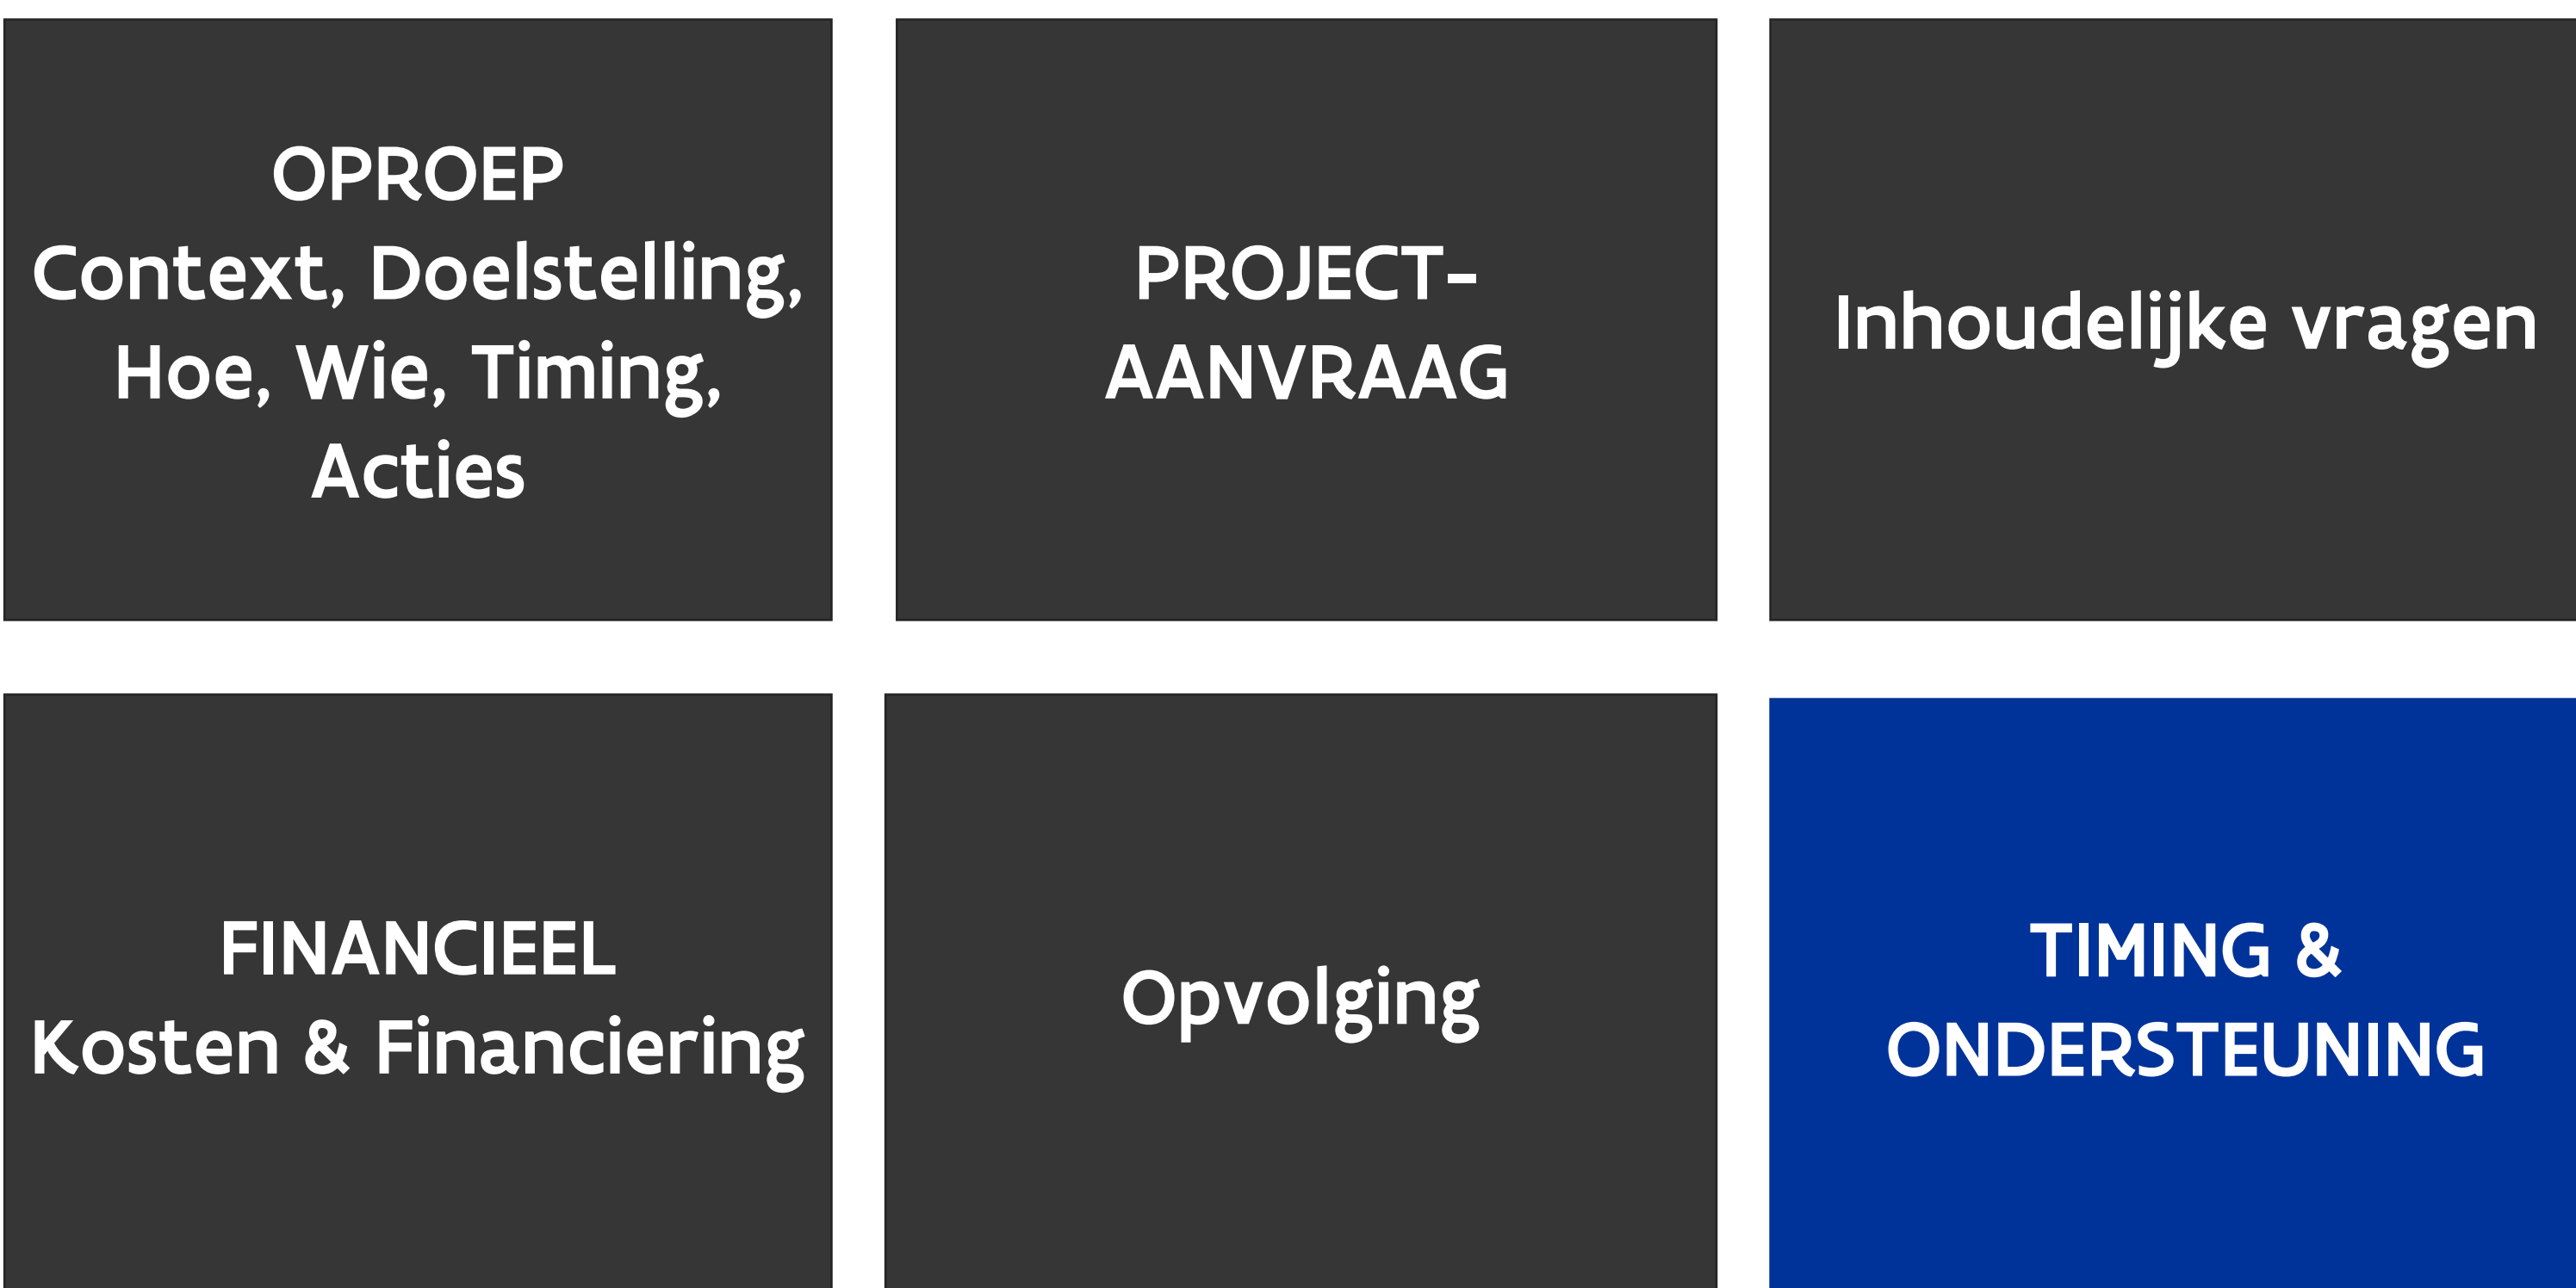 OPROEP
Context, Doelstelling,
Hoe, Wie, Timing,
Acties
PROJECT-
AANVRAAG
Inhoudelijke vragen
FINANCIEEL
Kosten & Financiering
Opvolging
TIMING &
ONDERSTEUNING